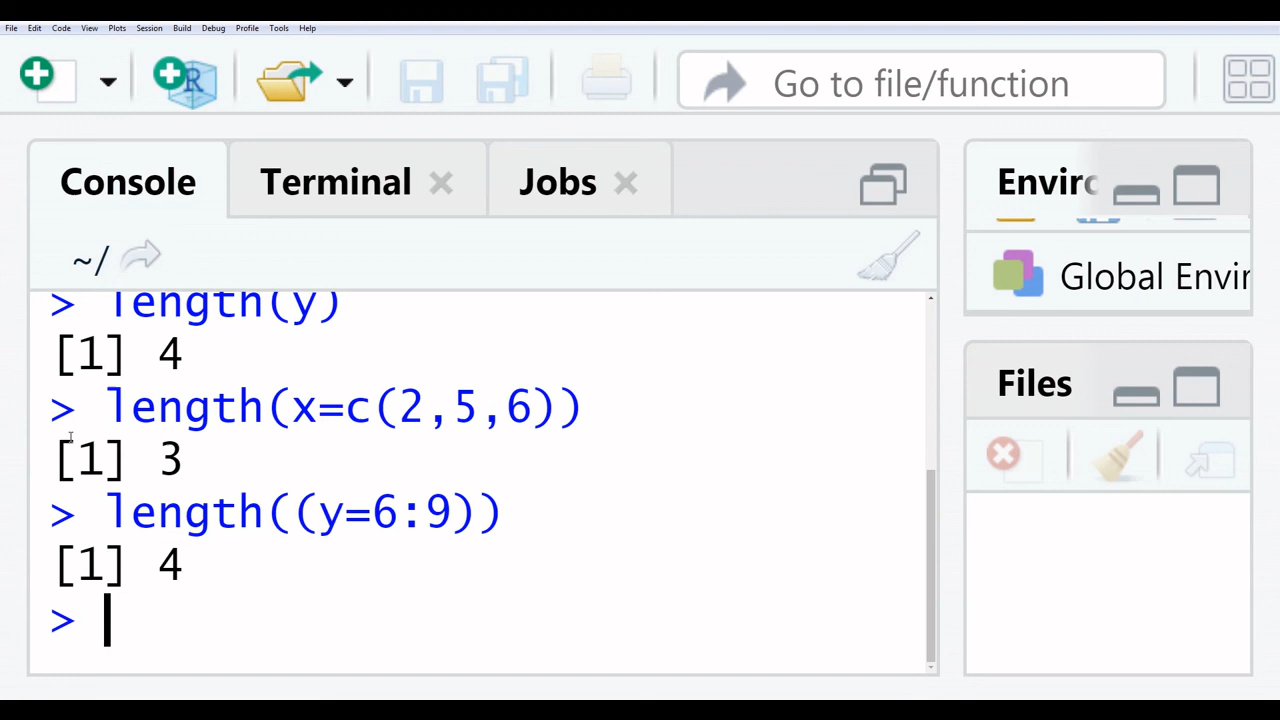 File Edit Code View Plots Session Build Debug Profile Tools Help
R Go to file/function
Console Terminal Jobs
~/
> length(y)
[1] 4
> length(x=c(2,5,6))
[1] 3
> length((y=6:9))
[1] 4
>
Envirc
Global Envir
Files